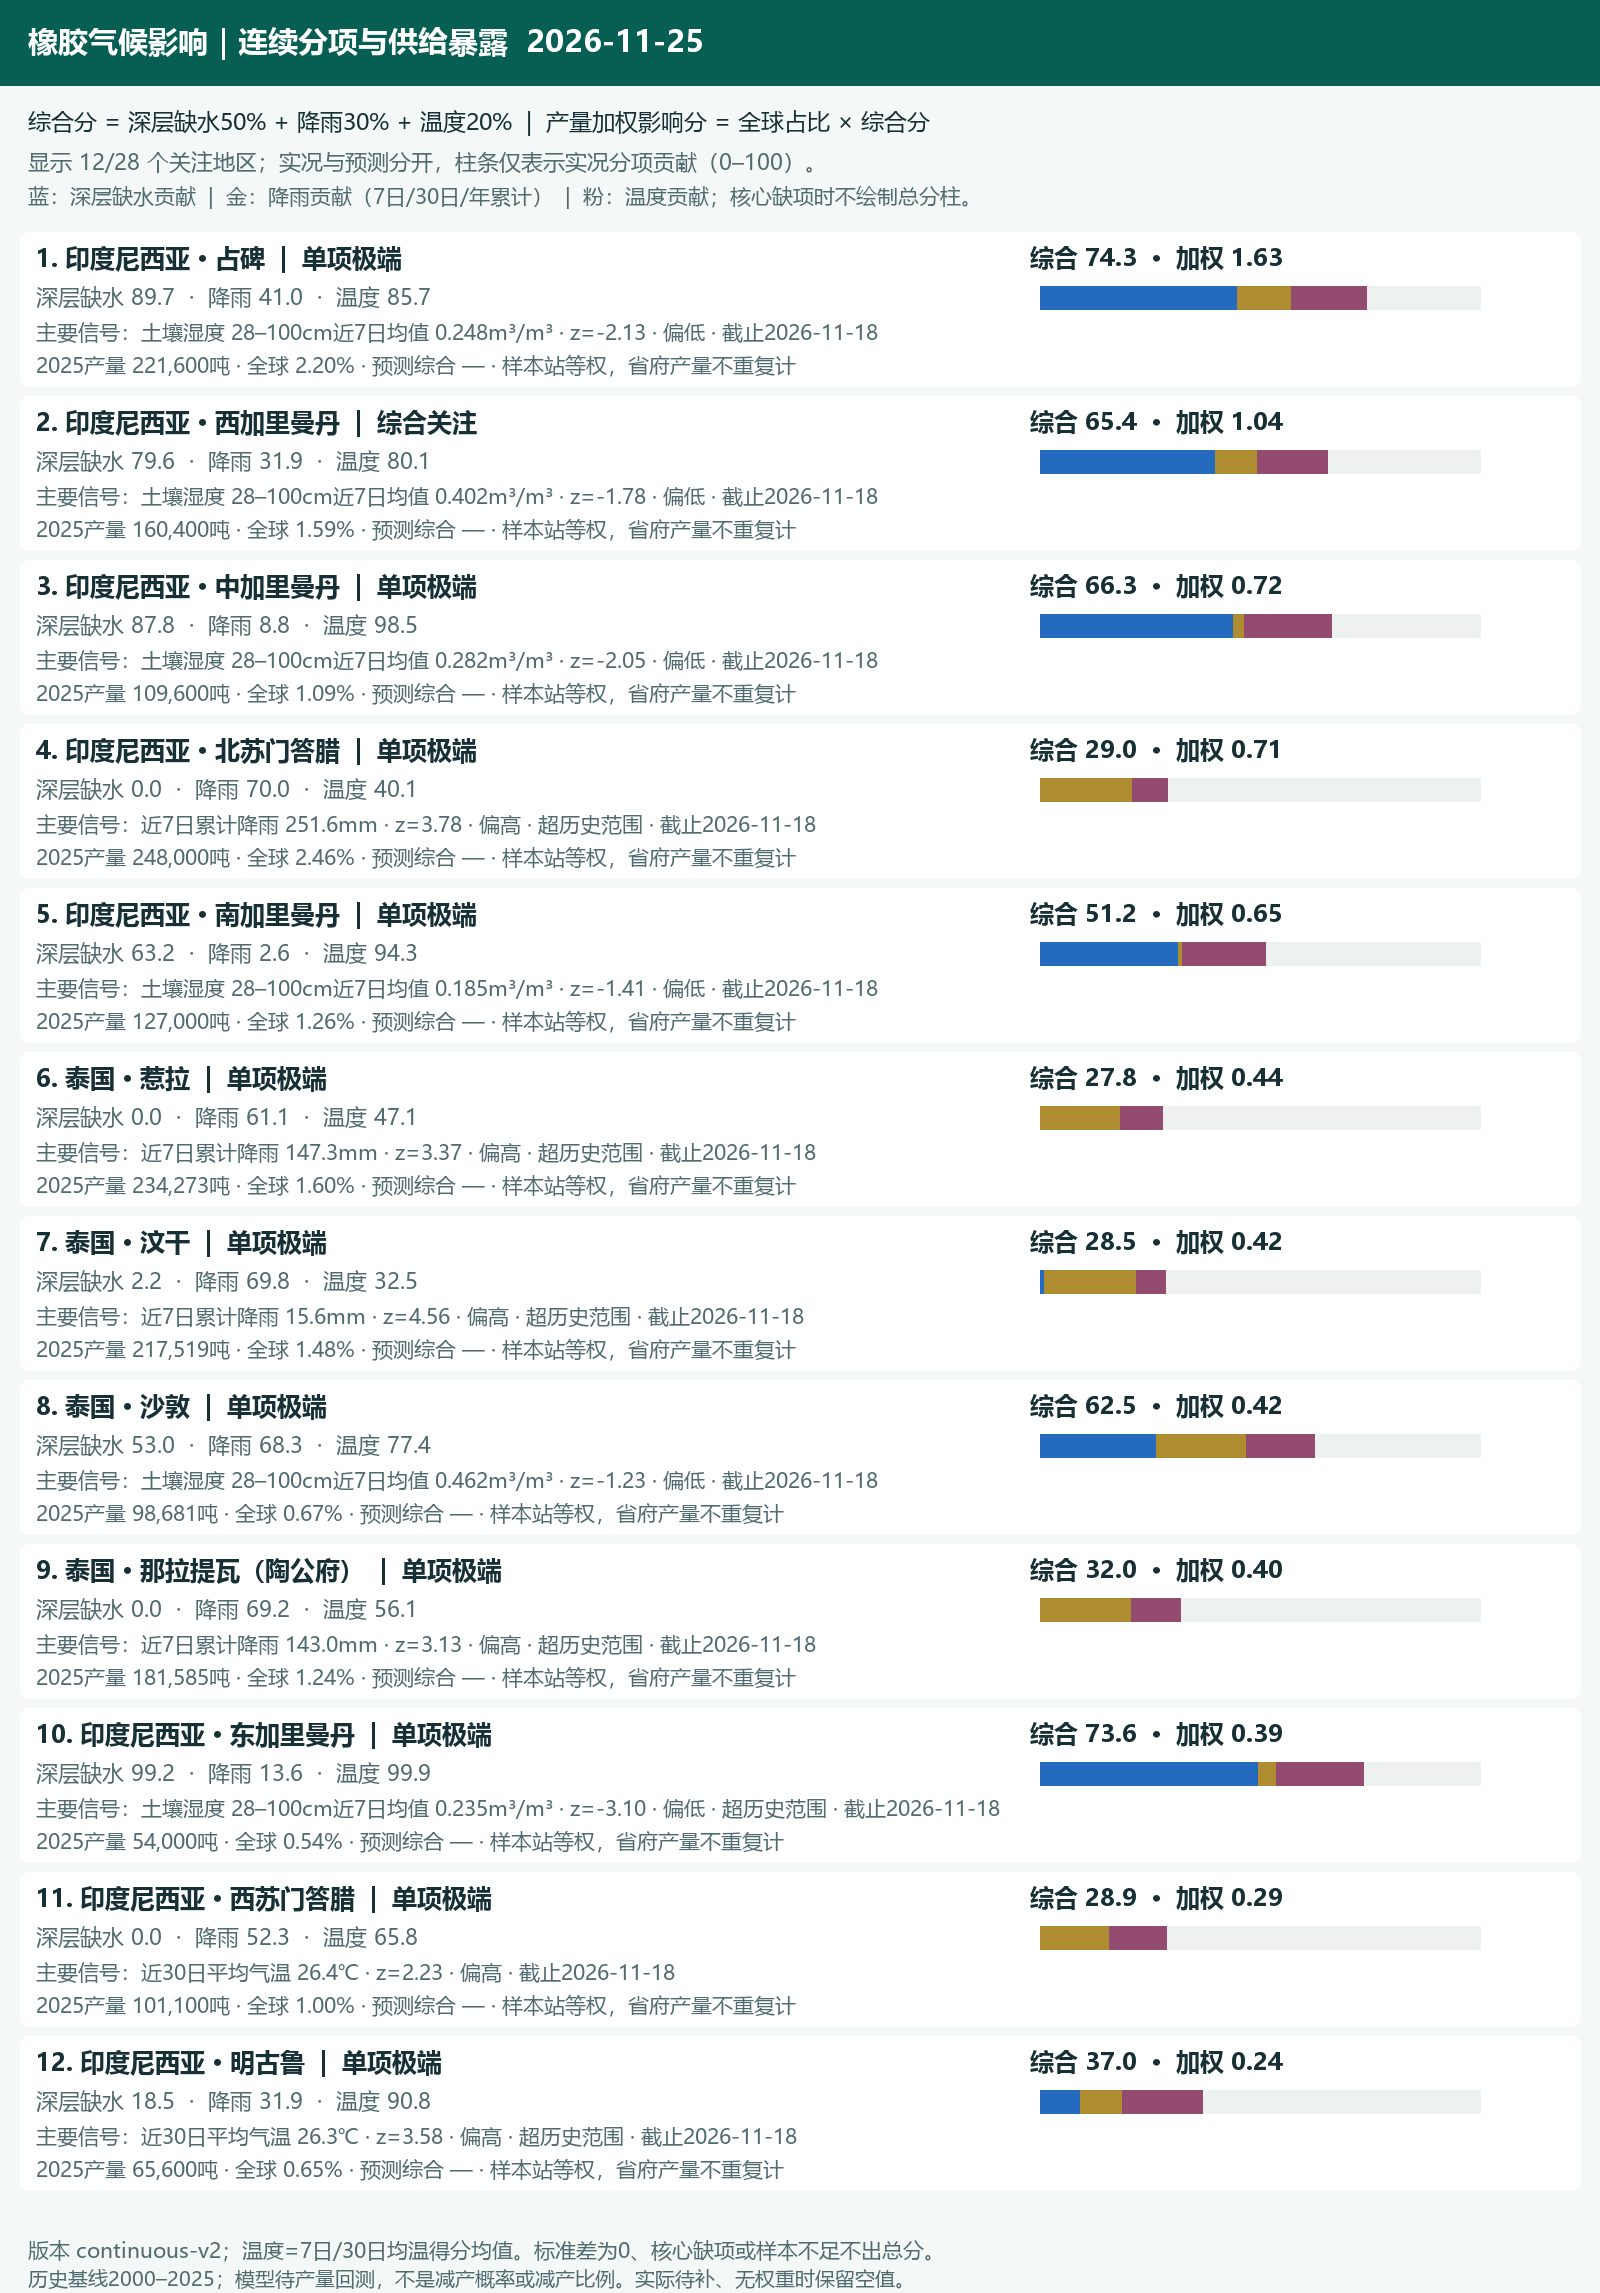 橡胶气候影响｜连续分项与供给暴露 2026-11-25
综合分 = 深层缺水50% + 降雨30% + 温度20% ｜ 产量加权影响分 = 全球占比 × 综合分
显示 12/28 个关注地区；实况与预测分开，柱条仅表示实况分项贡献（0–100）。
蓝：深层缺水贡献 ｜ 金：降雨贡献（7日/30日/年累计） ｜ 粉：温度贡献；核心缺项时不绘制总分柱。
1. 印度尼西亚 • 占碑 ｜ 单项极端
综合 74.3 • 加权 1.63
深层缺水 89.7 · 降雨 41.0 · 温度 85.7
主要信号：土壤湿度 28–100cm近7日均值 0.248m³/m³ · z=-2.13 · 偏低 · 截止2026-11-18
2025产量 221,600吨 · 全球 2.20% · 预测综合 — · 样本站等权，省府产量不重复计
2. 印度尼西亚 • 西加里曼丹 ｜ 综合关注
综合 65.4 • 加权 1.04
深层缺水 79.6 · 降雨 31.9 · 温度 80.1
主要信号：土壤湿度 28–100cm近7日均值 0.402m³/m³ · z=-1.78 · 偏低 · 截止2026-11-18
2025产量 160,400吨 · 全球 1.59% · 预测综合 — · 样本站等权，省府产量不重复计
3. 印度尼西亚 • 中加里曼丹 ｜ 单项极端
综合 66.3 • 加权 0.72
深层缺水 87.8 · 降雨 8.8 · 温度 98.5
主要信号：土壤湿度 28–100cm近7日均值 0.282m³/m³ · z=-2.05 · 偏低 · 截止2026-11-18
2025产量 109,600吨 · 全球 1.09% · 预测综合 — · 样本站等权，省府产量不重复计
4. 印度尼西亚 • 北苏门答腊 ｜ 单项极端
综合 29.0 • 加权 0.71
深层缺水 0.0 · 降雨 70.0 · 温度 40.1
主要信号：近7日累计降雨 251.6mm · z=3.78 · 偏高 · 超历史范围 · 截止2026-11-18
2025产量 248,000吨 · 全球 2.46% · 预测综合 — · 样本站等权，省府产量不重复计
5. 印度尼西亚 • 南加里曼丹 ｜ 单项极端
综合 51.2 • 加权 0.65
深层缺水 63.2 · 降雨 2.6 · 温度 94.3
主要信号：土壤湿度 28–100cm近7日均值 0.185m³/m³ · z=-1.41 · 偏低 · 截止2026-11-18
2025产量 127,000吨 · 全球 1.26% · 预测综合 — · 样本站等权，省府产量不重复计
6. 泰国 • 惹拉 ｜ 单项极端
综合 27.8 • 加权 0.44
深层缺水 0.0 · 降雨 61.1 · 温度 47.1
主要信号：近7日累计降雨 147.3mm · z=3.37 · 偏高 · 超历史范围 · 截止2026-11-18
2025产量 234,273吨 · 全球 1.60% · 预测综合 — · 样本站等权，省府产量不重复计
7. 泰国 • 汶干 ｜ 单项极端
综合 28.5 • 加权 0.42
深层缺水 2.2 · 降雨 69.8 · 温度 32.5
主要信号：近7日累计降雨 15.6mm · z=4.56 · 偏高 · 超历史范围 · 截止2026-11-18
2025产量 217,519吨 · 全球 1.48% · 预测综合 — · 样本站等权，省府产量不重复计
8. 泰国 • 沙敦 ｜ 单项极端
综合 62.5 • 加权 0.42
深层缺水 53.0 · 降雨 68.3 · 温度 77.4
主要信号：土壤湿度 28–100cm近7日均值 0.462m³/m³ · z=-1.23 · 偏低 · 截止2026-11-18
2025产量 98,681吨 · 全球 0.67% · 预测综合 — · 样本站等权，省府产量不重复计
9. 泰国 • 那拉提瓦（陶公府） ｜ 单项极端
综合 32.0 • 加权 0.40
深层缺水 0.0 · 降雨 69.2 · 温度 56.1
主要信号：近7日累计降雨 143.0mm · z=3.13 · 偏高 · 超历史范围 · 截止2026-11-18
2025产量 181,585吨 · 全球 1.24% · 预测综合 — · 样本站等权，省府产量不重复计
10. 印度尼西亚 • 东加里曼丹 ｜ 单项极端
综合 73.6 • 加权 0.39
深层缺水 99.2 · 降雨 13.6 · 温度 99.9
主要信号：土壤湿度 28–100cm近7日均值 0.235m³/m³ · z=-3.10 · 偏低 · 超历史范围 · 截止2026-11-18
2025产量 54,000吨 · 全球 0.54% · 预测综合 — · 样本站等权，省府产量不重复计
11. 印度尼西亚 • 西苏门答腊 ｜ 单项极端
综合 28.9 • 加权 0.29
深层缺水 0.0 · 降雨 52.3 · 温度 65.8
主要信号：近30日平均气温 26.4℃ · z=2.23 · 偏高 · 截止2026-11-18
2025产量 101,100吨 · 全球 1.00% · 预测综合 — · 样本站等权，省府产量不重复计
12. 印度尼西亚 • 明古鲁 ｜ 单项极端
综合 37.0 • 加权 0.24
深层缺水 18.5 · 降雨 31.9 · 温度 90.8
主要信号：近30日平均气温 26.3℃ · z=3.58 · 偏高 · 超历史范围 · 截止2026-11-18
2025产量 65,600吨 · 全球 0.65% · 预测综合 — · 样本站等权，省府产量不重复计
版本 continuous-v2；温度=7日/30日均温得分均值。标准差为0、核心缺项或样本不足不出总分。
历史基线2000–2025；模型待产量回测，不是减产概率或减产比例。实际待补、无权重时保留空值。